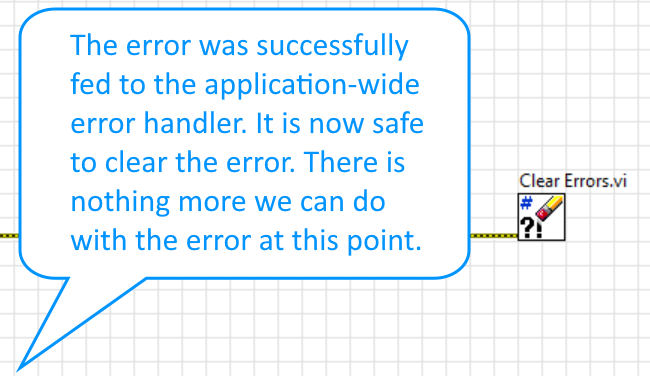 The error was successfully
fed to the application-wide
error handler. It is now safe
to clear the error. There is
nothing more we can do
with the error at this point.
Clear Errors.vi
#
?!